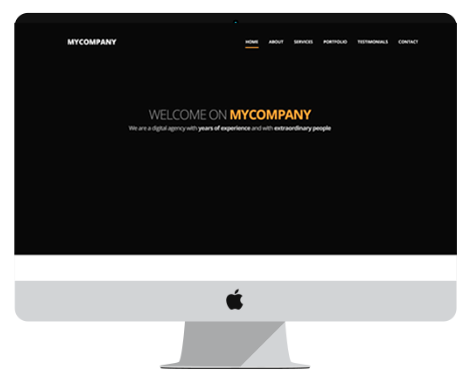 MYCOMPANY HOME ABOUT SERVICES PORTFOLIO TESTIMONIALS CONTACT
WELCOME ON MYCOMPANY
We are a digital agency with years of experience and with extraordinary people